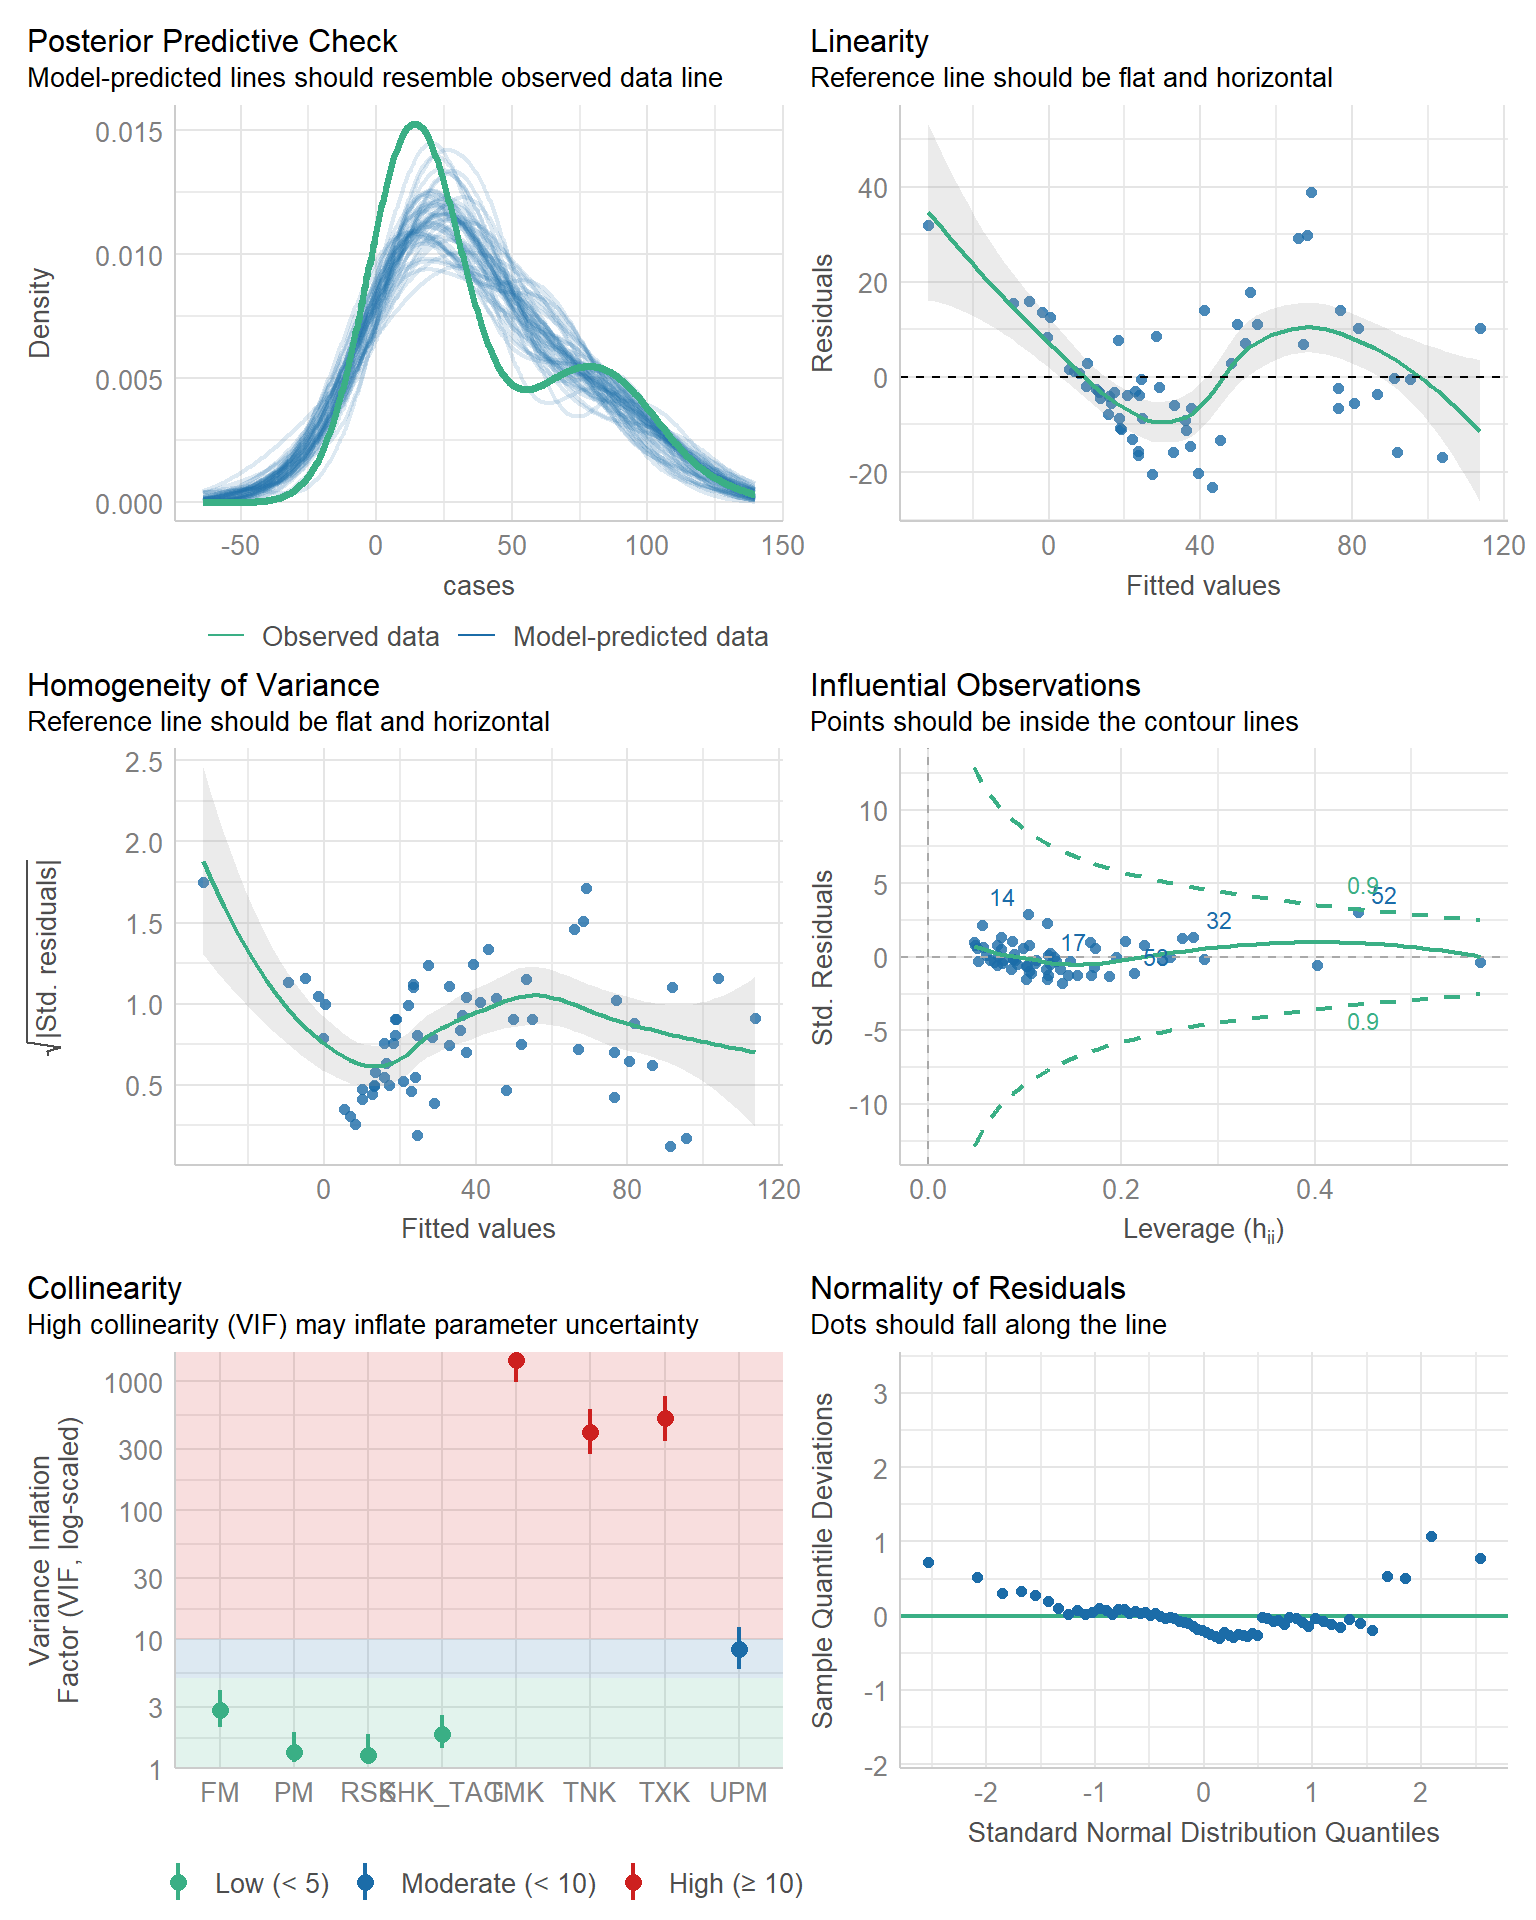 Posterior Predictive Check
Model-predicted lines should resemble observed data line
0.015
0.010
0.005
0.000
Density
-50 0 50 100 150
cases
Observed data Model-predicted data
Linearity
Reference line should be flat and horizontal
40
20
0
-20
Residuals
0 40 80 120
Fitted values
Homogeneity of Variance
Reference line should be flat and horizontal
2.5
2.0
1.5
1.0
0.5
√|Std. residuals|
0 40 80 120
Fitted values
Influential Observations
Points should be inside the contour lines
10
5
0
-5
-10
Std. Residuals
0.9
52
14
32
17
0.9
0.0 0.2 0.4
Leverage (hii)
Collinearity
High collinearity (VIF) may inflate parameter uncertainty
1000
300
100
30
10
3
1
Variance Inflation
Factor (VIF, log-scaled)
FM PM RSK SHK_TAG TMK TNK TXK UPM
Low (< 5) Moderate (< 10) High (≥ 10)
Normality of Residuals
Dots should fall along the line
3
2
1
0
-1
-2
Sample Quantile Deviations
-2 -1 0 1 2
Standard Normal Distribution Quantiles